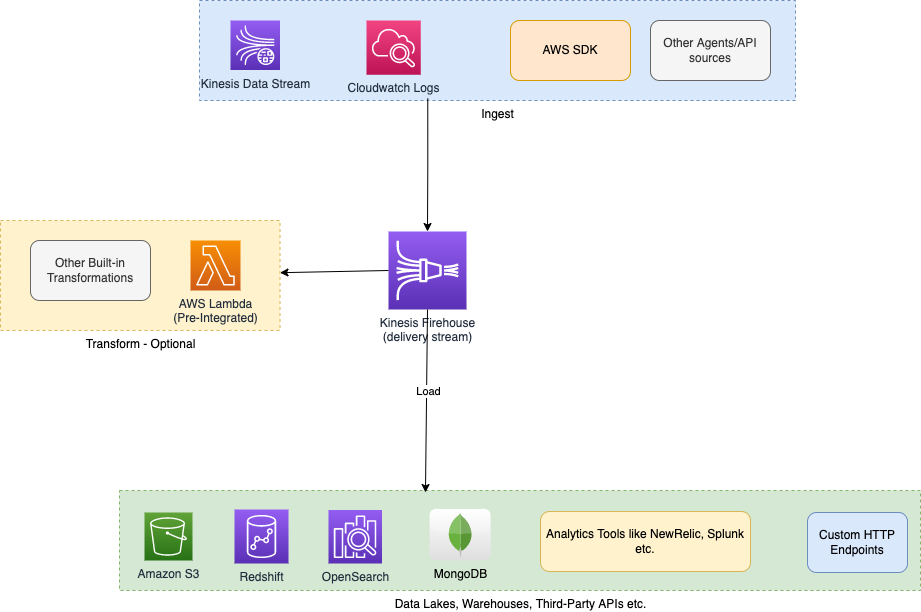 Kinesis Data Stream
Cloudwatch Logs
AWS SDK
Other Agents/API
sources
Ingest
Other Built-in
Transformations
AWS Lambda
(Pre-Integrated)
Transform - Optional
Kinesis Firehouse
(delivery stream)
Load
Amazon S3
Redshift
OpenSearch
MongoDB
Analytics Tools like NewRelic, Splunk
etc.
Custom HTTP
Endpoints
Data Lakes, Warehouses, Third-Party APIs etc.